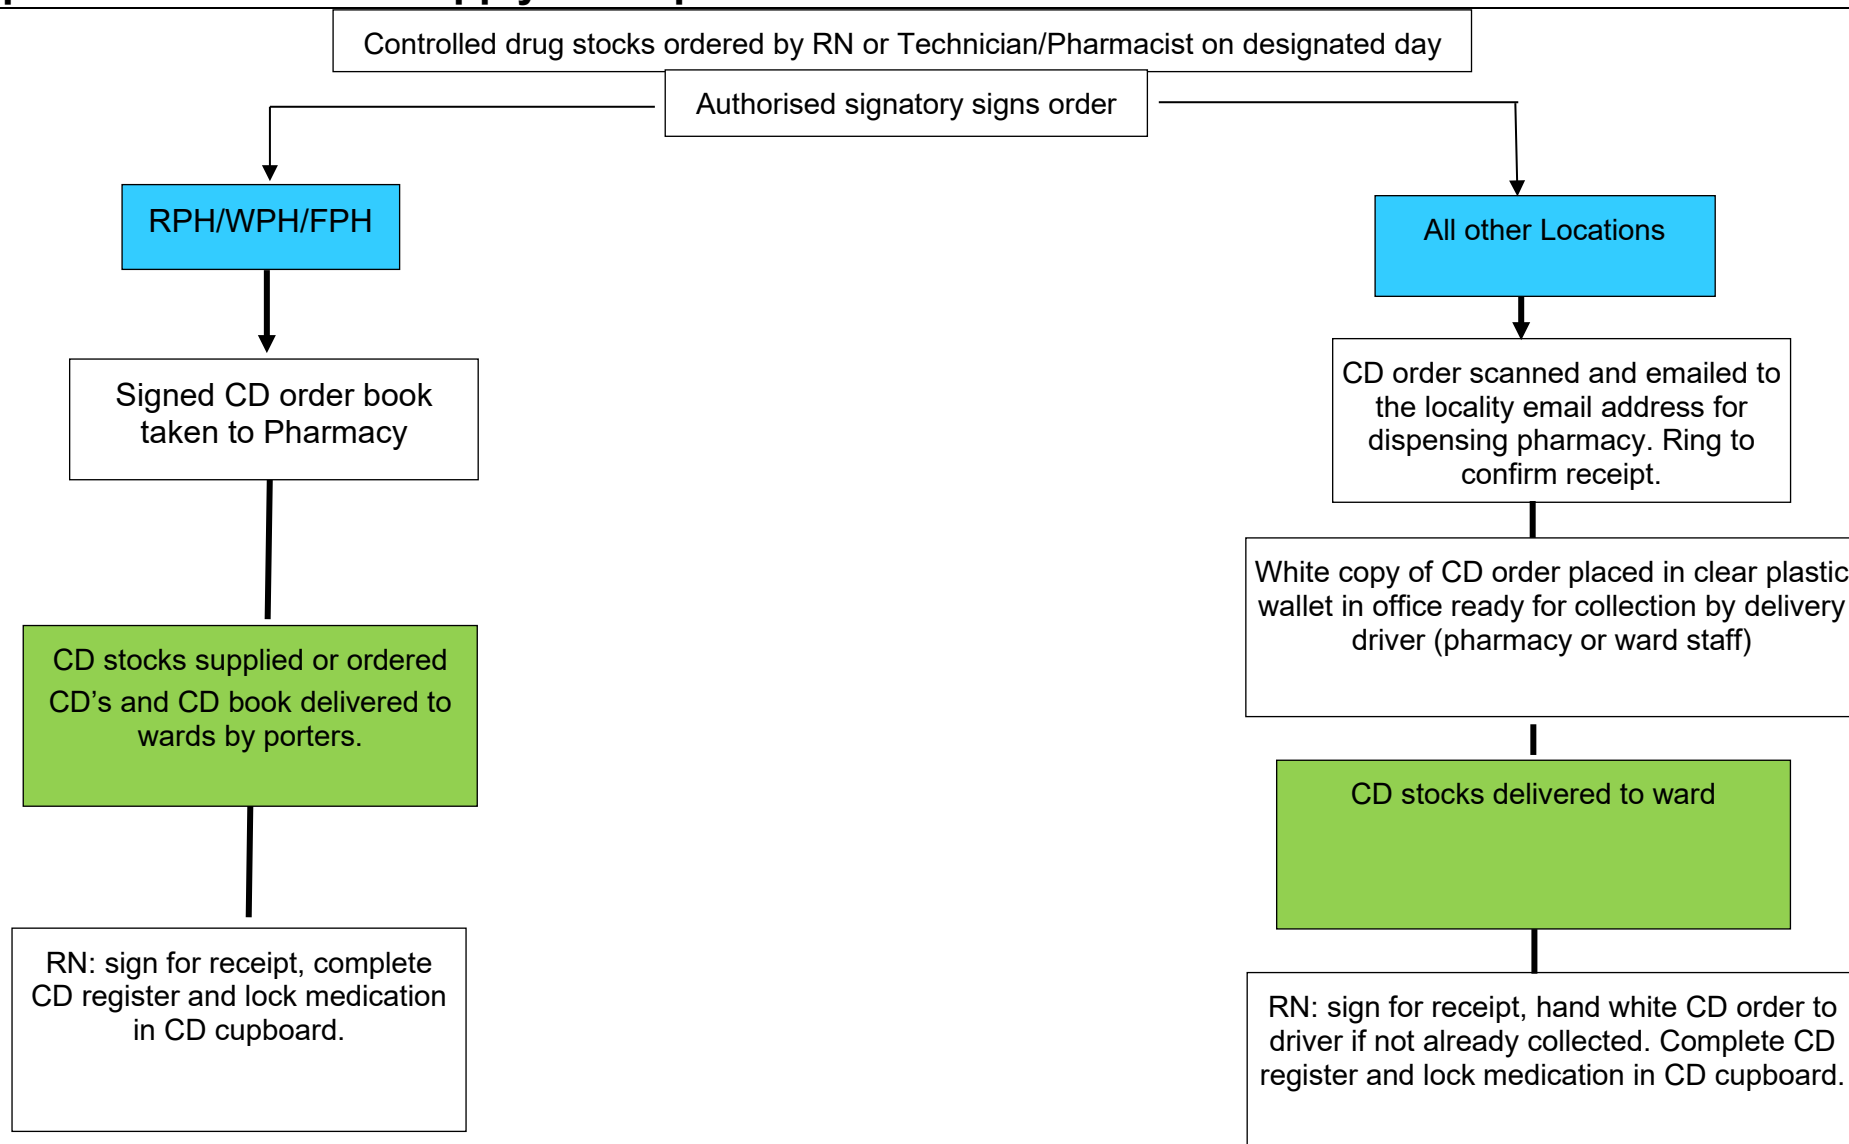 Controlled drug stocks ordered by RN or Technician/Pharmacist on designated day
Authorised signatory signs order
RPH/WPH/FPH
Signed CD order book
taken to Pharmacy
CD stocks supplied or ordered
CD’s and CD book delivered to
wards by porters.
RN: sign for receipt, complete
CD register and lock medication
in CD cupboard.
All other Locations
CD order scanned and emailed to
the locality email address for
dispensing pharmacy. Ring to
confirm receipt.
White copy of CD order placed in clear plastic
wallet in office ready for collection by delivery
driver (pharmacy or ward staff)
CD stocks delivered to ward
RN: sign for receipt, hand white CD order to
driver if not already collected. Complete CD
register and lock medication in CD cupboard.